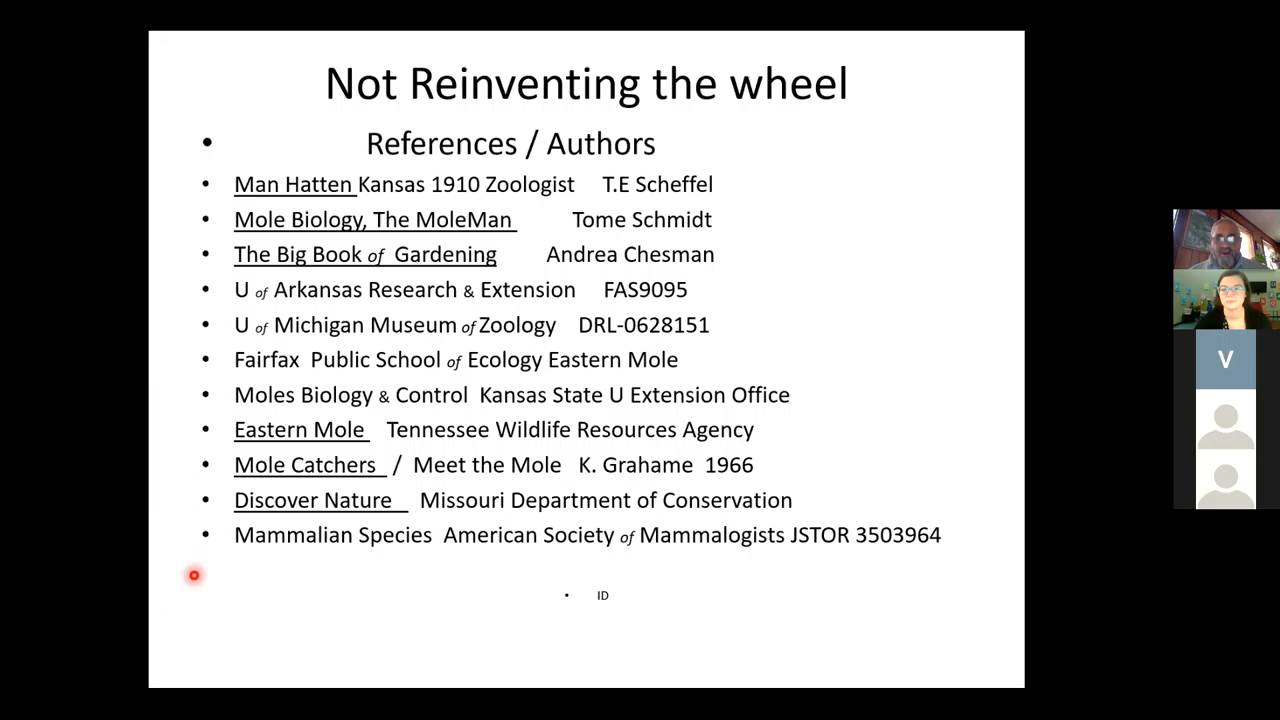 Not Reinventing the wheel
• References / Authors
• Man Hatten Kansas 1910 Zoologist T.E Scheffel
• Mole Biology, The MoleMan Tome Schmidt
• The Big Book of Gardening Andrea Chesman
• U of Arkansas Research & Extension FAS9095
• U of Michigan Museum of Zoology DRL-0628151
• Fairfax Public School of Ecology Eastern Mole
• Moles Biology & Control Kansas State U Extension Office
• Eastern Mole Tennessee Wildlife Resources Agency
• Mole Catchers / Meet the Mole K. Grahame 1966
• Discover Nature Missouri Department of Conservation
• Mammalian Species American Society of Mammalogists JSTOR 3503964
• ID
V